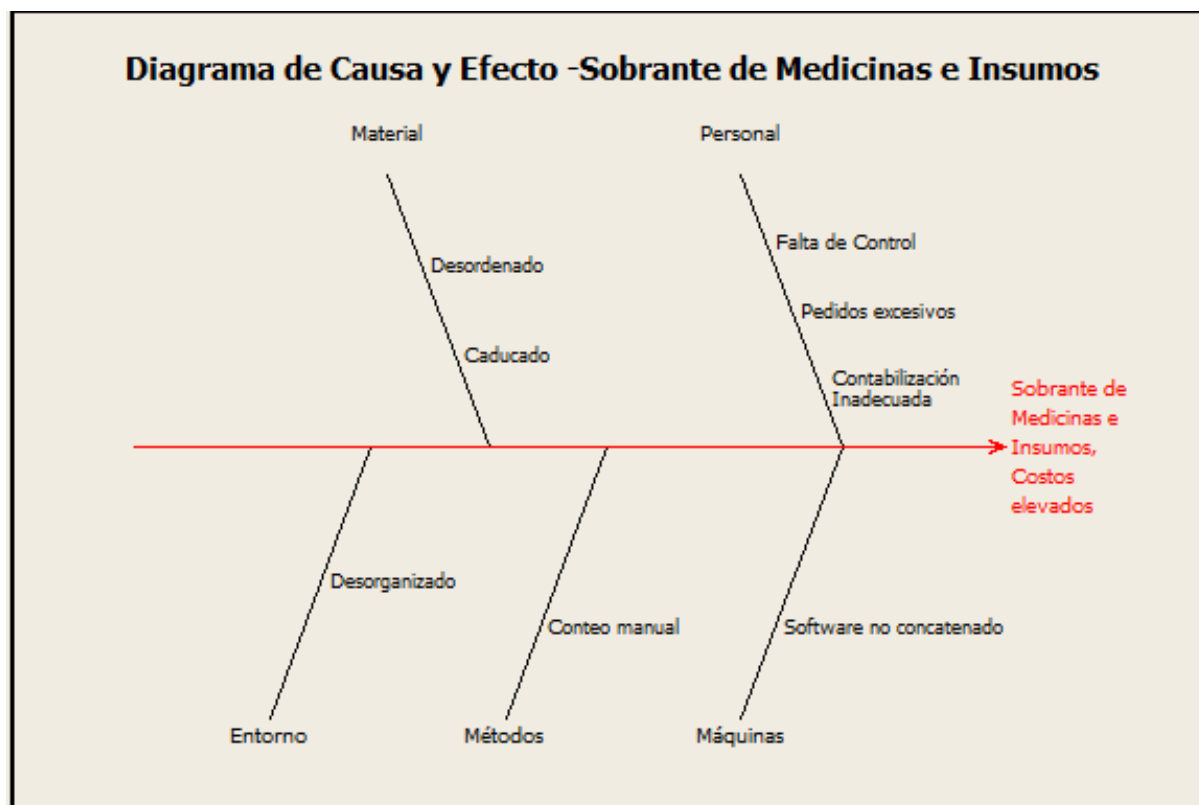 Diagrama de Causa y Efecto -Sobrante de Medicinas e Insumos
Material
Personal
Falta de Control
Desordenado
Pedidos excesivos
Caducado
Contabilización
Inadecuada
Sobrante de
Medicinas e
Insumos,
Costos
elevados
Desorganizado
Conteo manual
Software no concatenado
Entorno
Métodos
Máquinas